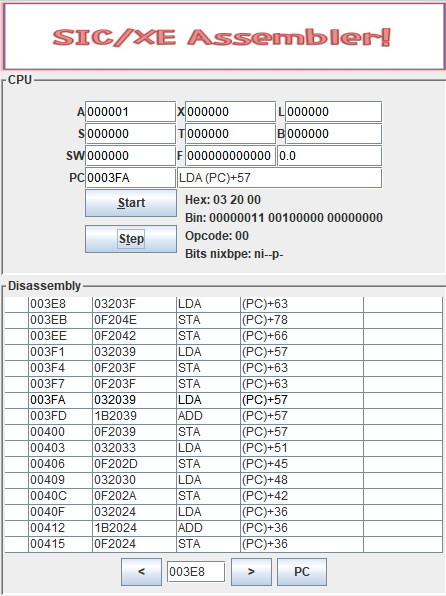 SIC/XE Assembler!
CPU
A 000001 X 000000 L 000000
S 000000 T 000000 B 000000
SW 000000 F 000000000000 0.0
PC 0003FA LDA (PC)+57
Start Hex: 03 20 00
Bin: 00000011 00100000 00000000
Step Opcode: 00
Bits nixbpe: ni--p-
Disassembly
003E8 03203F LDA (PC)+63
003EB 0F204E STA (PC)+78
003EE 0F2042 STA (PC)+66
003F1 032039 LDA (PC)+57
003F4 0F203F STA (PC)+63
003F7 0F203F STA (PC)+63
003FA 032039 LDA (PC)+57
003FD 1B2039 ADD (PC)+57
00400 0F2039 STA (PC)+57
00403 032033 LDA (PC)+51
00406 0F202D STA (PC)+45
00409 032030 LDA (PC)+48
0040C 0F202A STA (PC)+42
0040F 032024 LDA (PC)+36
00412 1B2024 ADD (PC)+36
00415 0F2024 STA (PC)+36
< 003E8 > PC